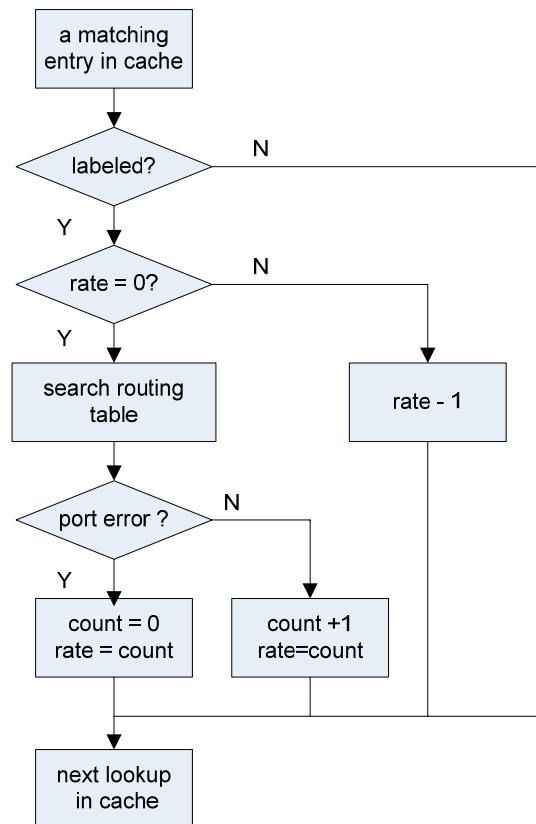 a matching
entry in cache
labeled?
N
Y
rate = 0?
N
Y
search routing
table
rate - 1
port error ?
N
Y
count = 0
rate = count
count +1
rate=count
next lookup
in cache